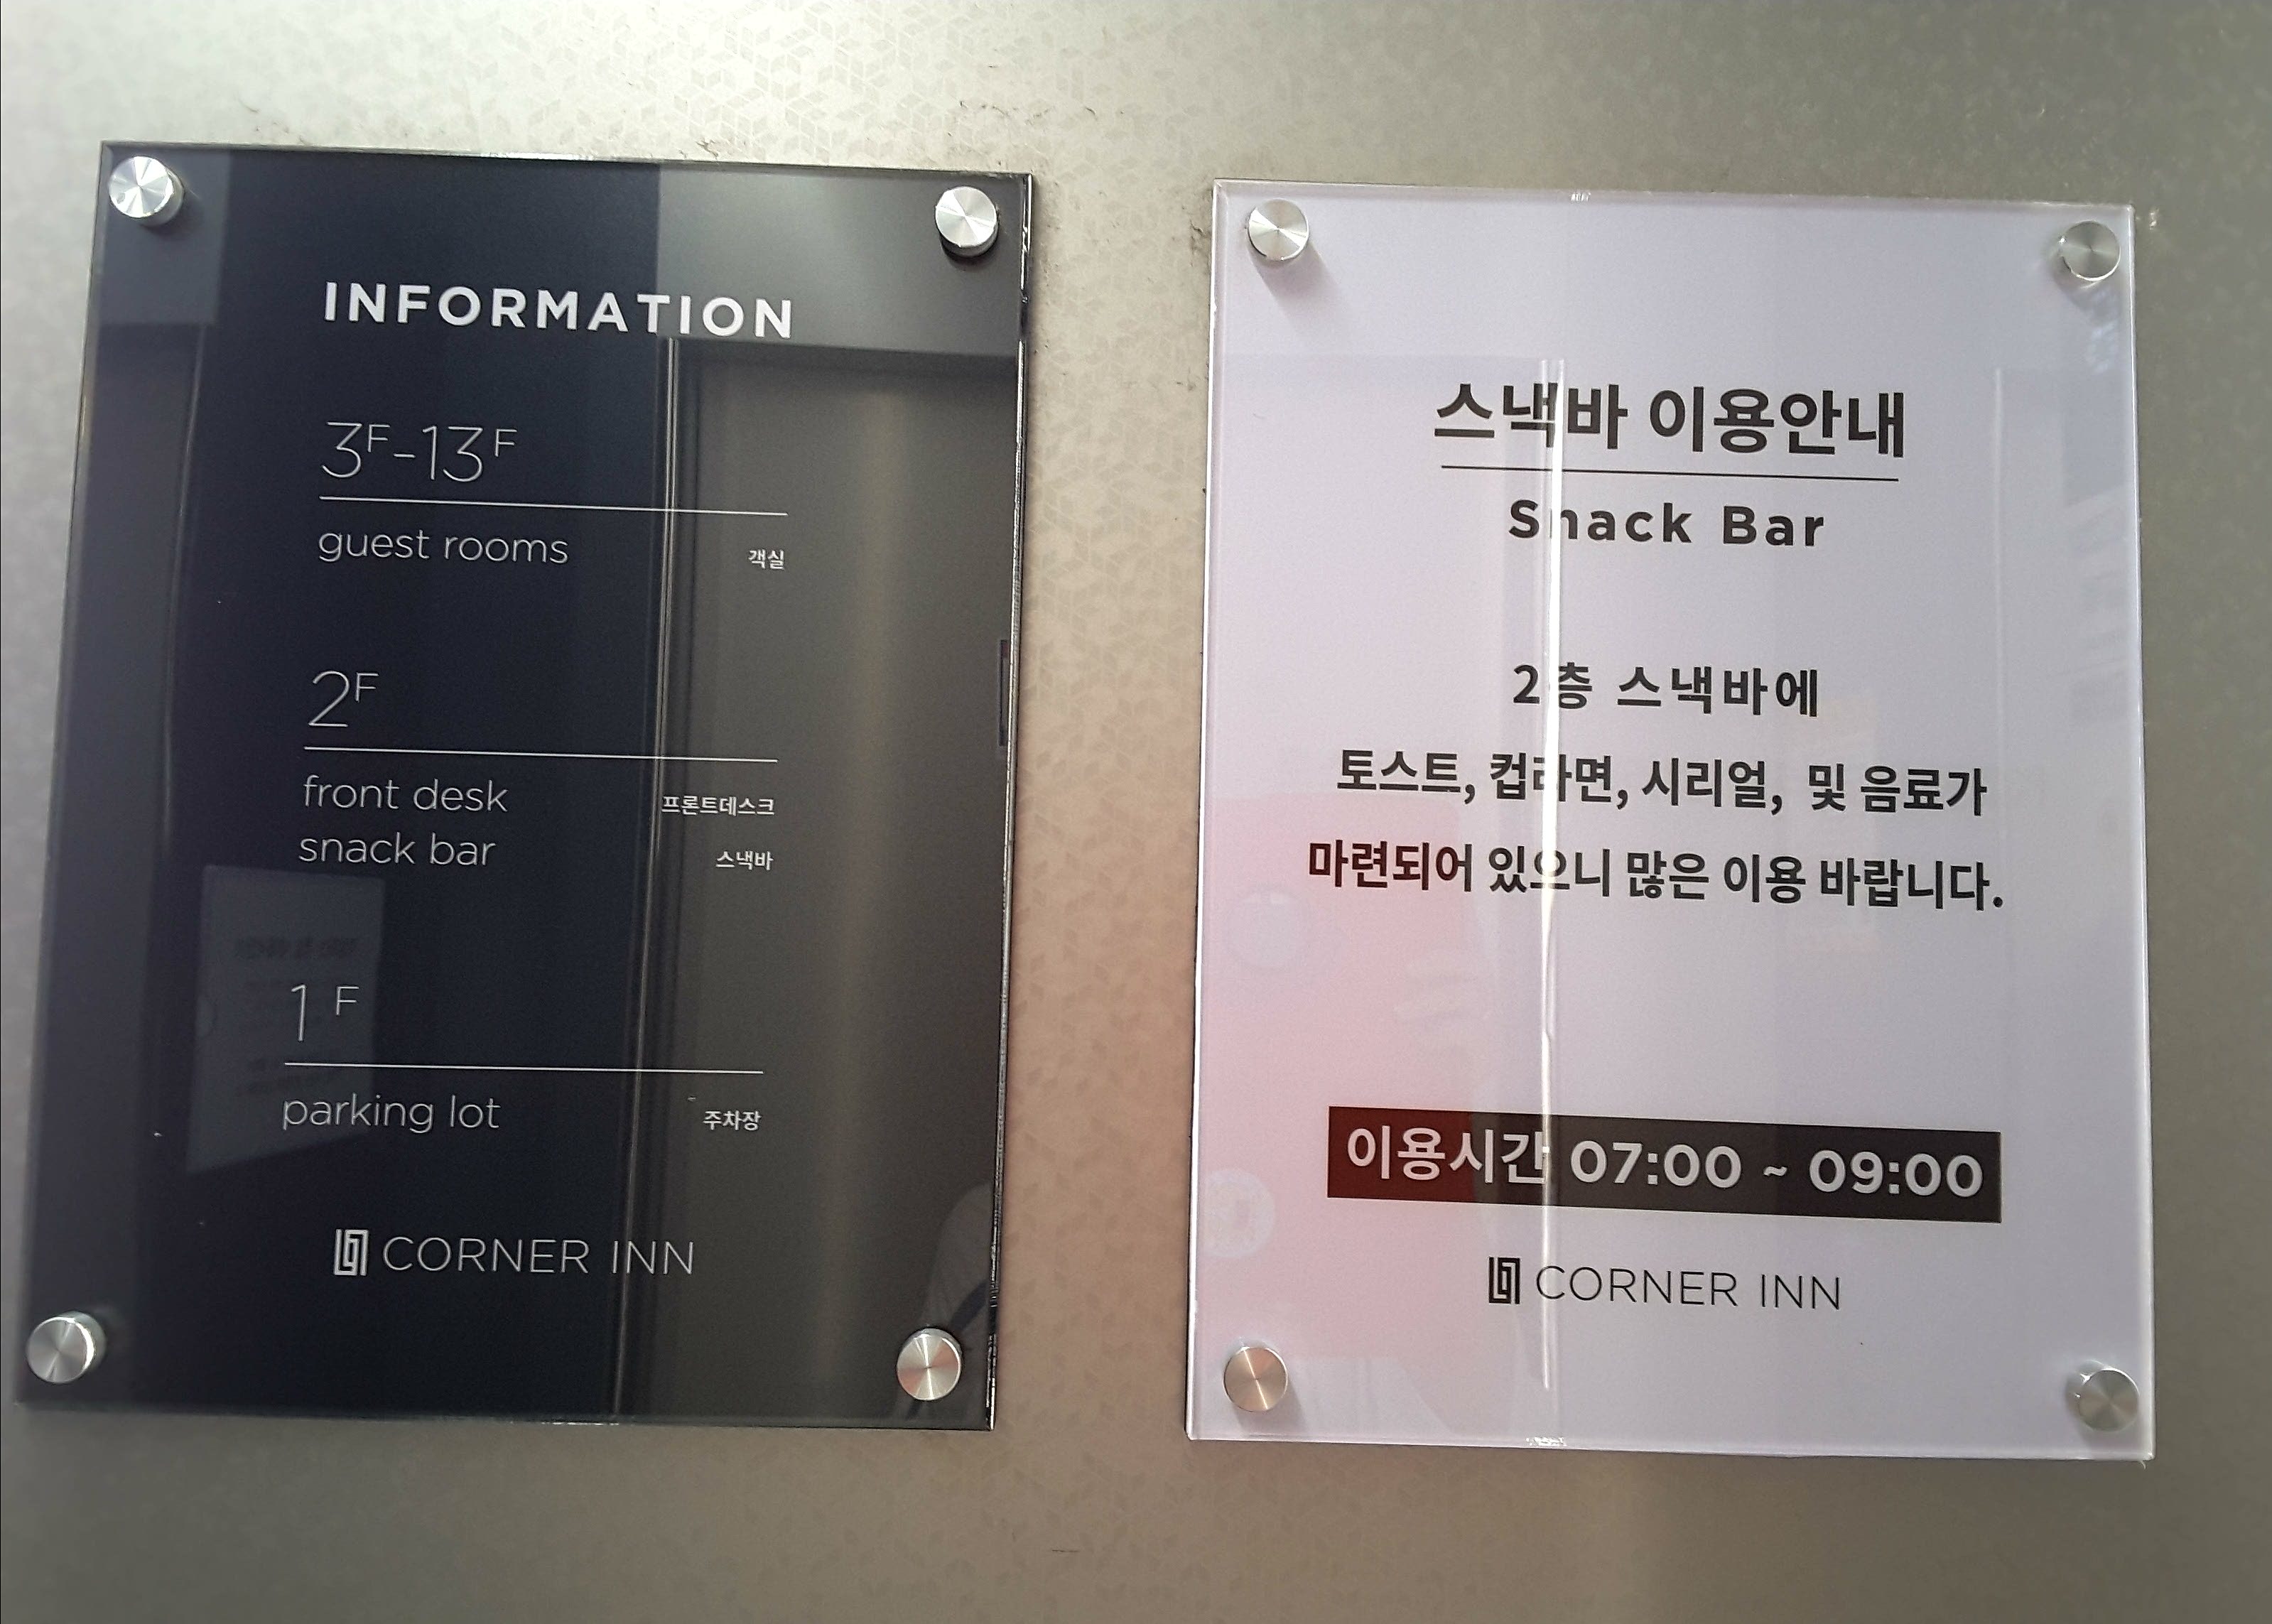 INFORMATION
3F-13F
guest rooms 객실
2F
front desk 프론트데스크
snack bar 스낵바
1F
parking lot 주차장
CORNER INN
스낵바 이용안내
Snack Bar
2층 스낵바에
토스트, 컵라면, 시리얼, 및 음료가
마련되어 있으니 많은 이용 바랍니다.
이용시간 07:00 ~ 09:00
CORNER INN